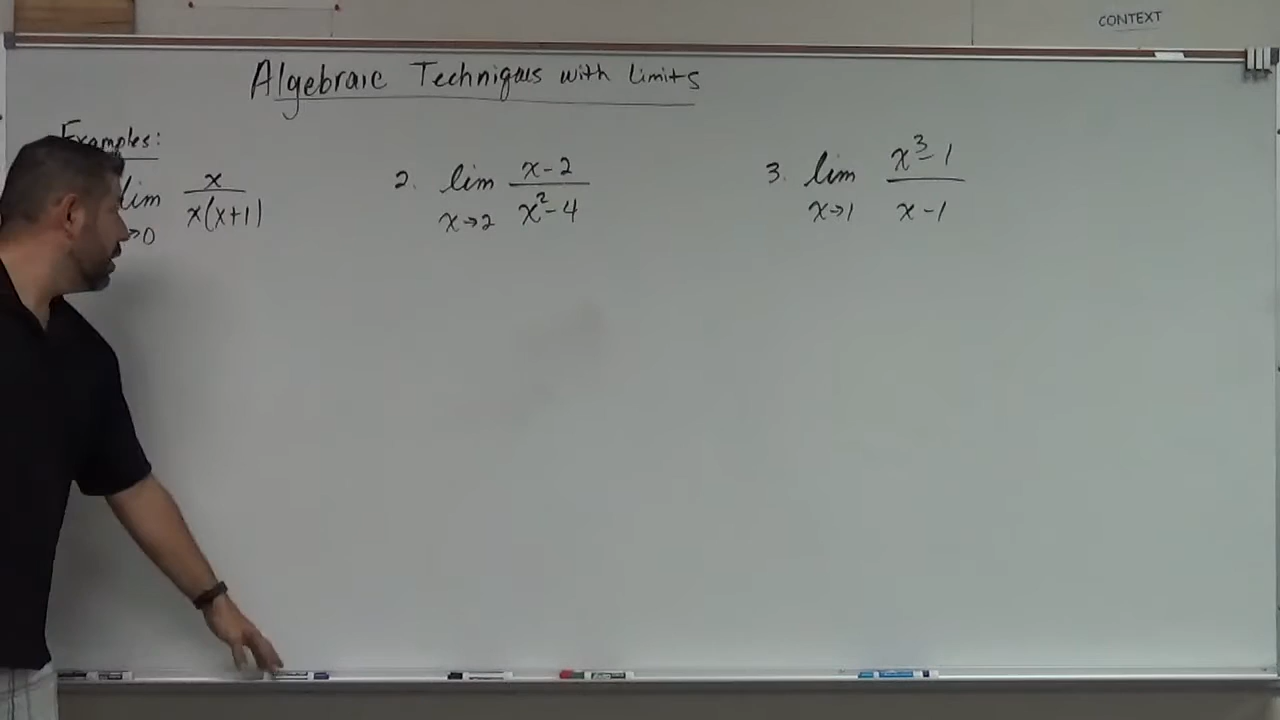 CONTEXT
Algebraic Techniques with Limits
Examples:
lim x/x(x+1)
→0
2. lim x-2/x²-4
x→2
3. lim x³-1/x-1
x→1